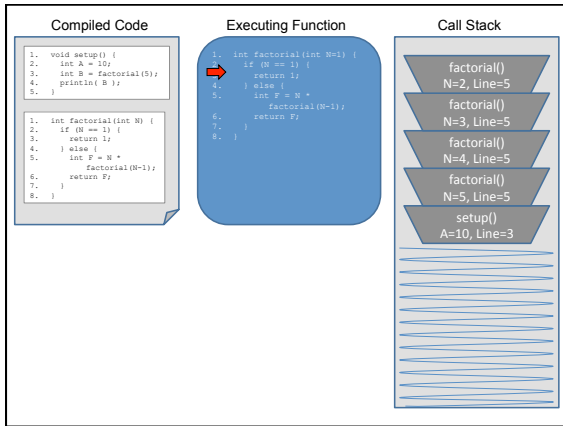 Compiled Code
1. void setup() {
2. int A = 10;
3. int B = factorial(5);
4. println( B );
5. }
1. int factorial(int N) {
2. if (N == 1) {
3. return 1;
4. } else {
5. int F = N *
factorial(N-1);
6. return F;
7. }
8. }
Executing Function
1. int factorial(int N=1) {
2. if (N == 1) {
return 1;
4. } else {
5. int F = N *
factorial(N-1);
6. return F;
7. }
8. }
Call Stack
factorial()
N=2, Line=5
factorial()
N=3, Line=5
factorial()
N=4, Line=5
factorial()
N=5, Line=5
setup()
A=10, Line=3